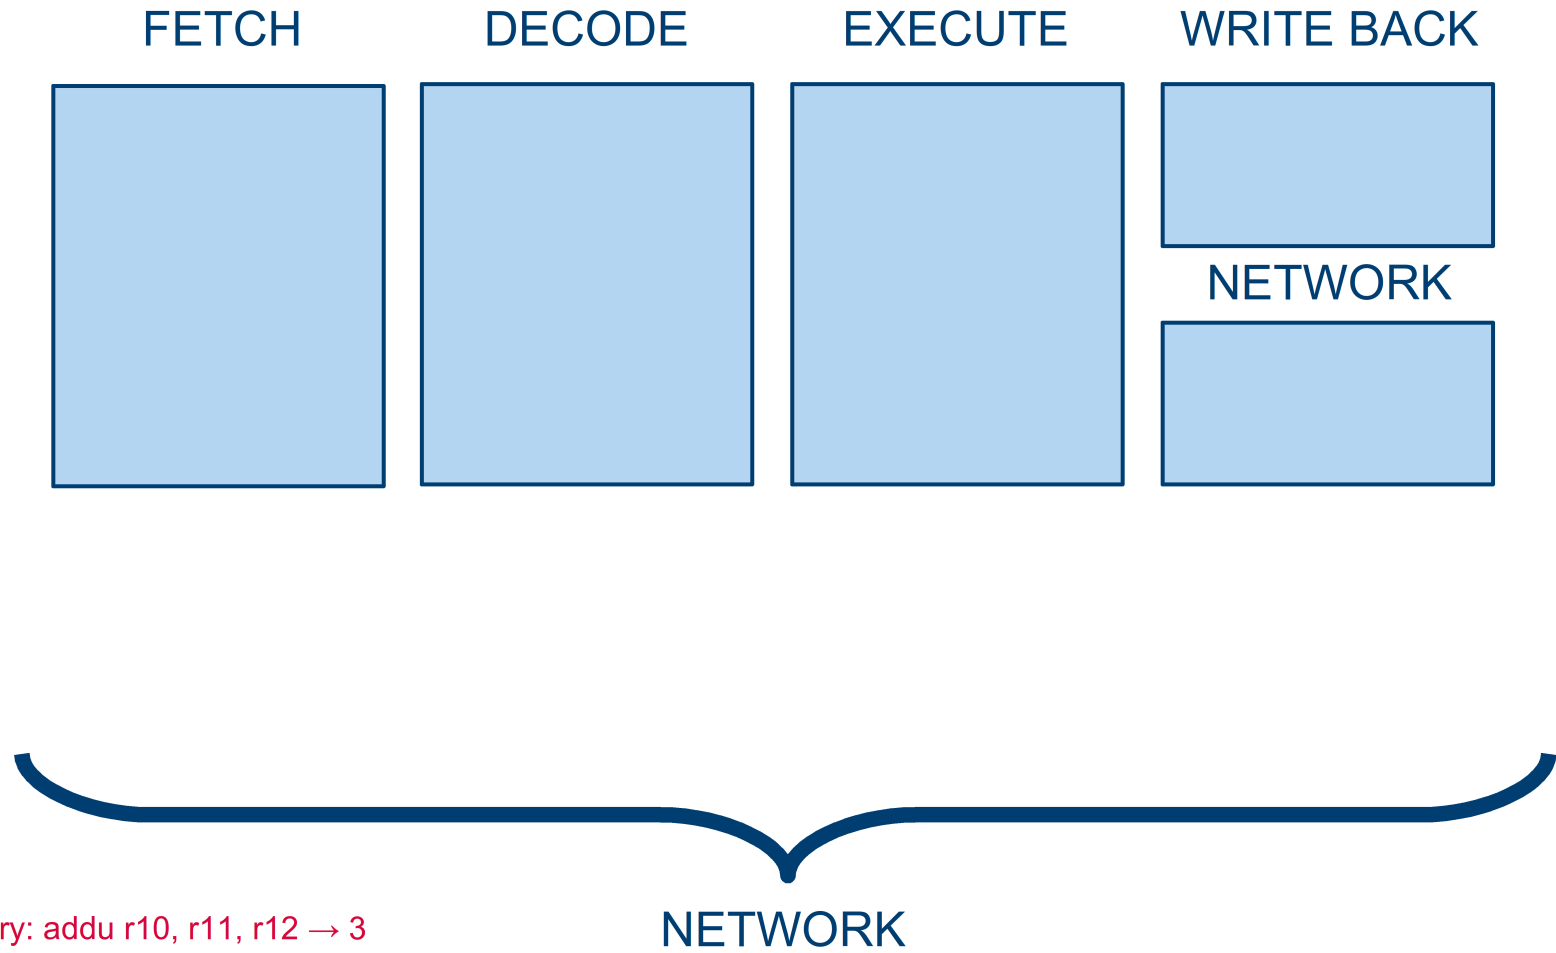 FETCH DECODE EXECUTE WRITE BACK
NETWORK
ry: addu r10, r11, r12 → 3
NETWORK